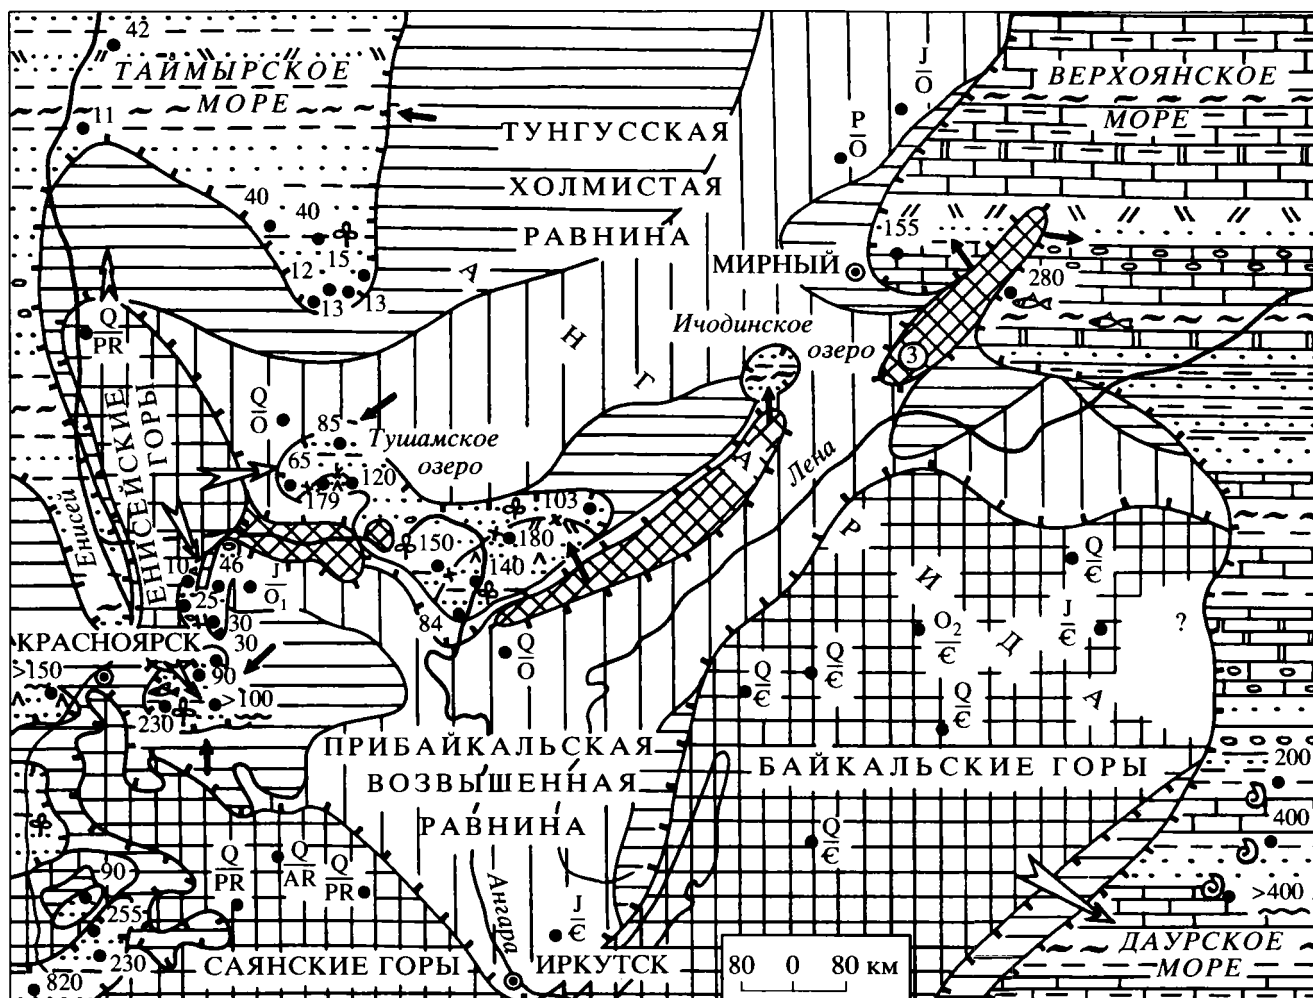 42
ТАЙМЫРСКОЕ
МОРЕ
11
ТУНГУССКАЯ
ХОЛМИСТАЯ
РАВНИНА
J
O
P
O
ВЕРХОЯНСКОЕ
МОРЕ
40
40
15
12
13
13
155
МИРНЫЙ
280
Ичодинское
озеро
3
А
Н
Г
А
Р
И
Д
А
Q
PR
ЕНИСЕЙСКИЕ
ГОРЫ
Енисей
Q
O
85
Тушамское
озеро
65
120
179
103
150
180
140
84
Лена
10
46
25
30
30
J
O₁
КРАСНОЯРСК
>150
90
>100
230
Q
O
Q
Є
J
Є
O₂
Є
Q
Є
Q
Є
Q
Є
?
ПРИБАЙКАЛЬСКАЯ
ВОЗВЫШЕННАЯ
РАВНИНА
БАЙКАЛЬСКИЕ ГОРЫ
200
400
>400
Q
Є
Q
PR
Q
AR
Q
PR
90
255
230
820
Ангара
J
Є
САЯНСКИЕ ГОРЫ
ИРКУТСК
80 0 80 км
ДАУРСКОЕ
МОРЕ